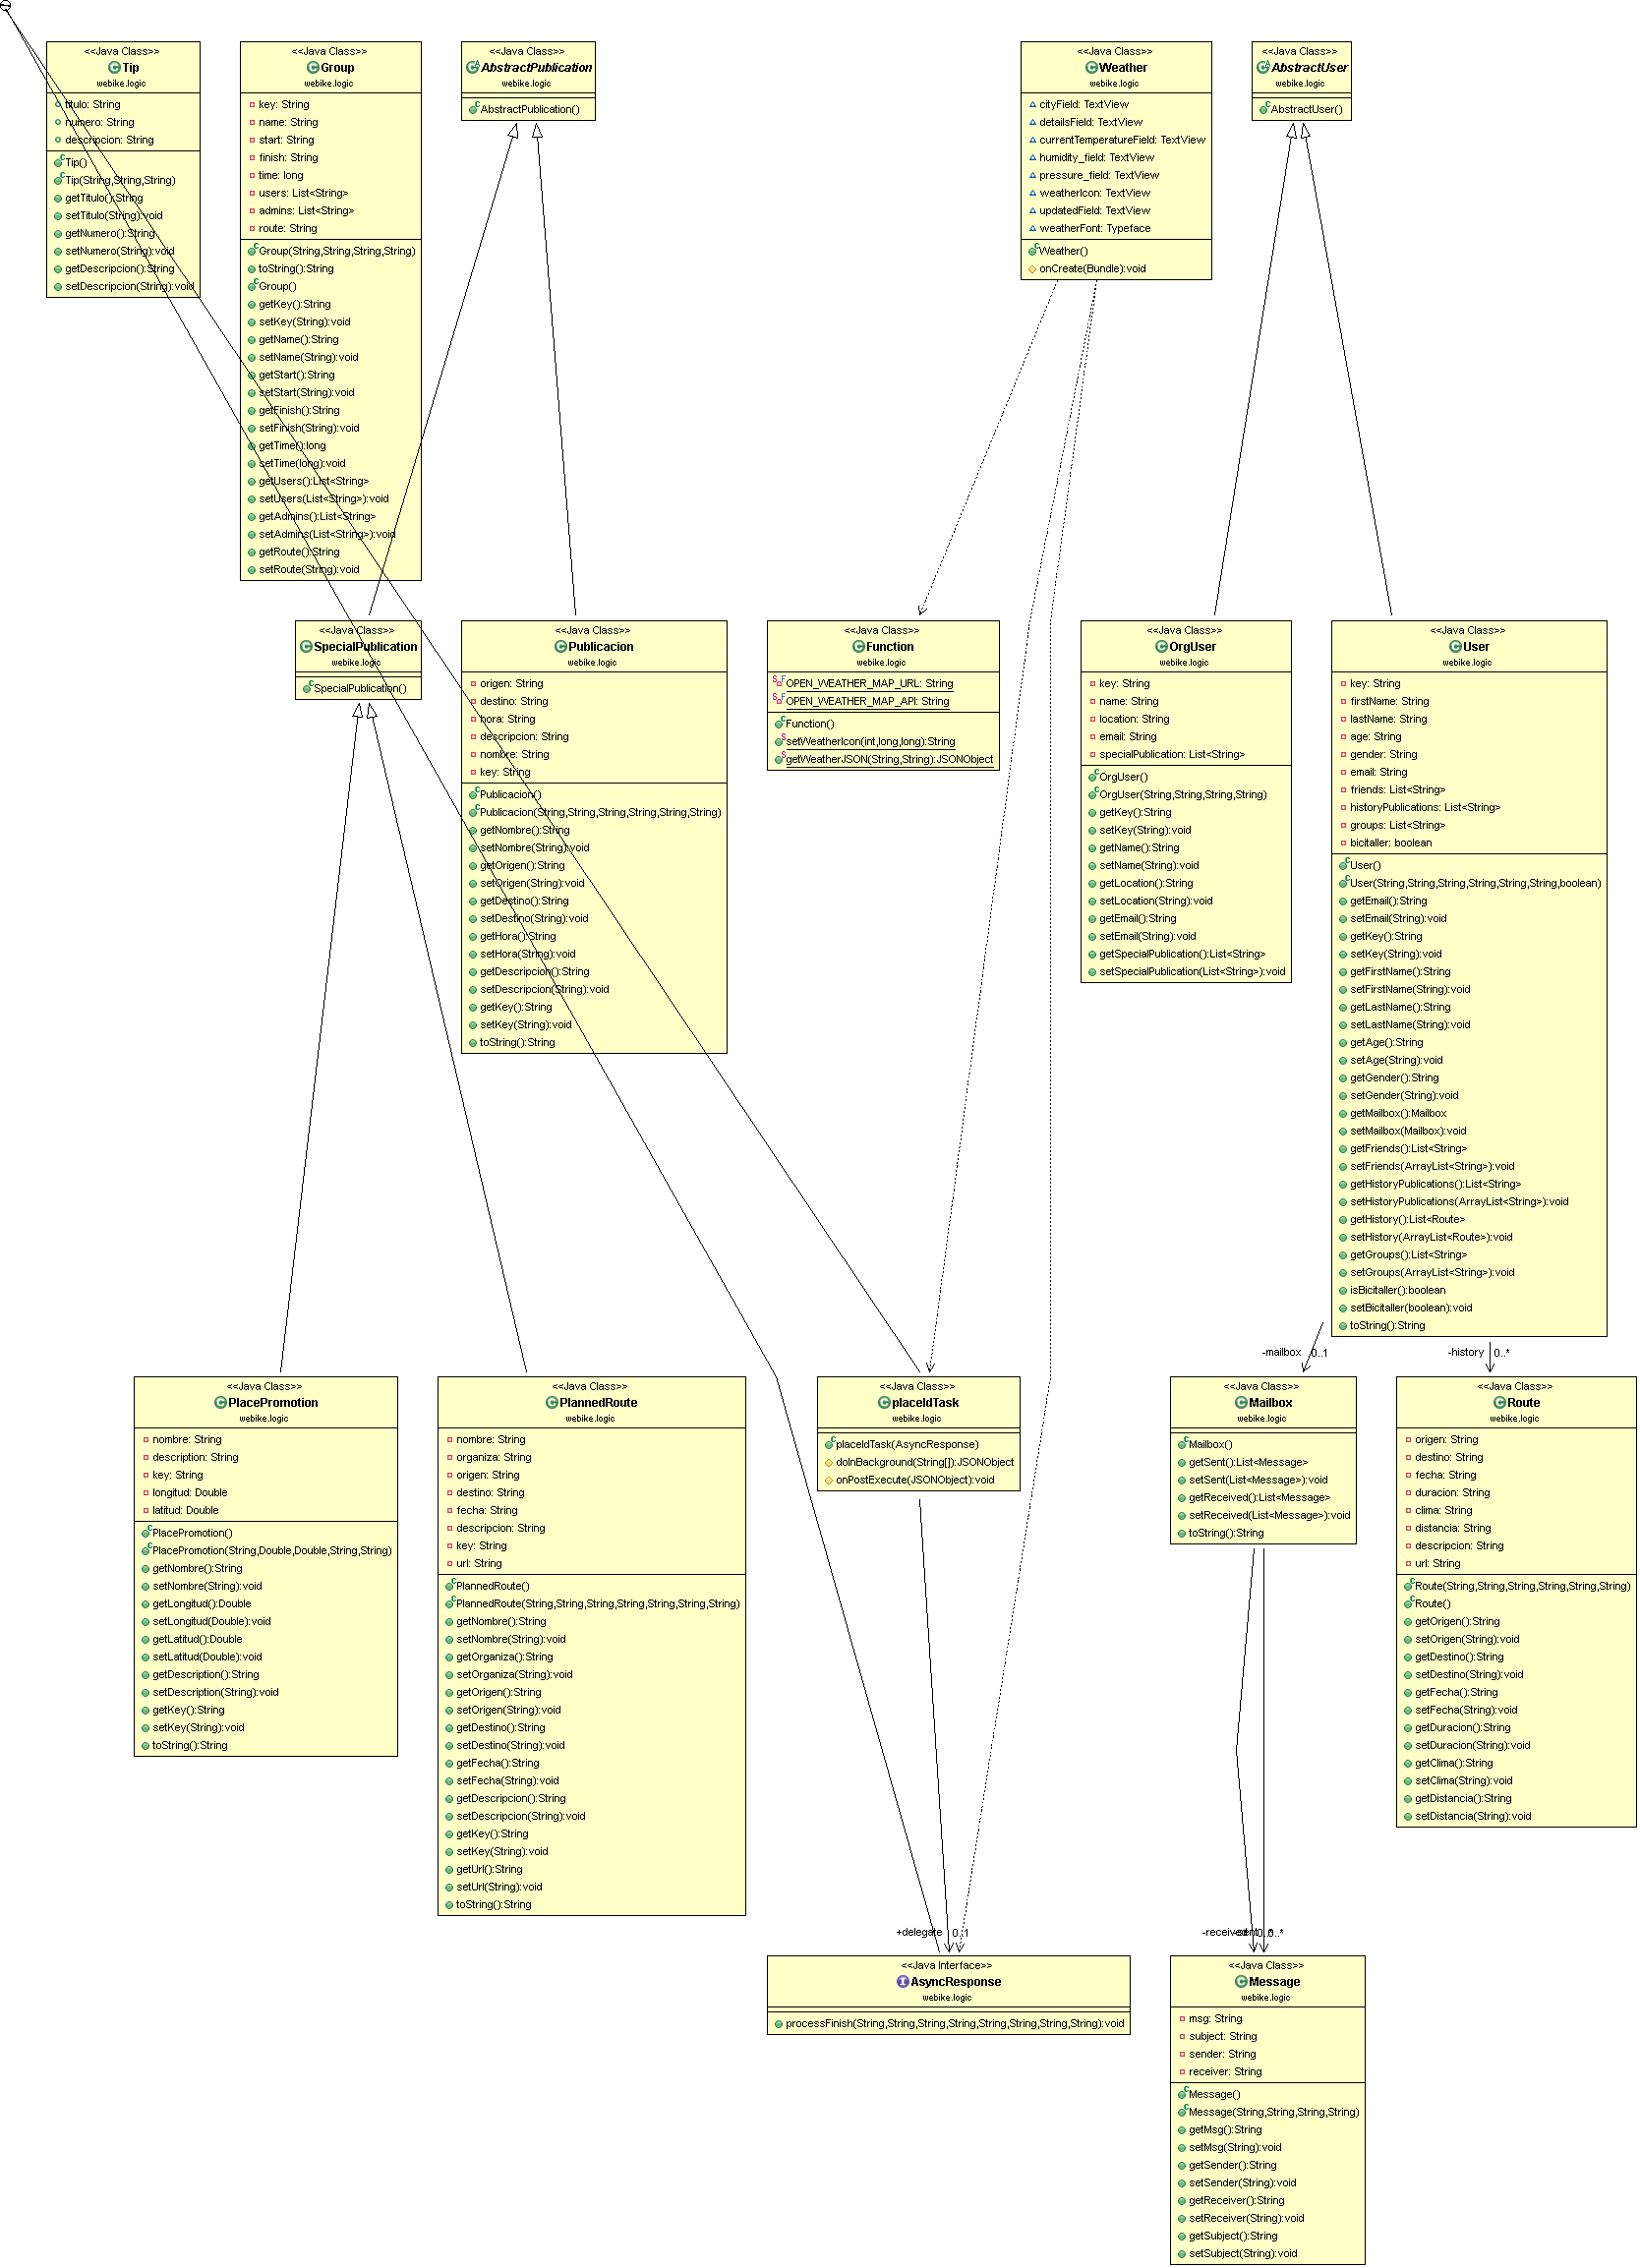 <<Java Class>>
Tip
webike.logic
titulo: String
numero: String
descripcion: String
Tip()
Tip(String,String,String)
getTitulo():String
setTitulo(String):void
getNumero():String
setNumero(String):void
getDescripcion():String
setDescripcion(String):void
<<Java Class>>
Group
webike.logic
key: String
name: String
start: String
finish: String
time: long
users: List<String>
admins: List<String>
route: String
Group(String,String,String,String)
toString():String
Group()
getKey():String
setKey(String):void
getName():String
setName(String):void
getStart():String
setStart(String):void
getFinish():String
setFinish(String):void
getTime():long
setTime(long):void
getUsers():List<String>
setUsers(List<String>):void
getAdmins():List<String>
setAdmins(List<String>):void
getRoute():String
setRoute(String):void
<<Java Class>>
AbstractPublication
webike.logic
AbstractPublication()
<<Java Class>>
Weather
webike.logic
cityField: TextView
detailsField: TextView
currentTemperatureField: TextView
humidity_field: TextView
pressure_field: TextView
weatherIcon: TextView
updatedField: TextView
weatherFont: Typeface
Weather()
onCreate(Bundle):void
<<Java Class>>
AbstractUser
webike.logic
AbstractUser()
<<Java Class>>
SpecialPublication
webike.logic
SpecialPublication()
<<Java Class>>
Publicacion
webike.logic
origen: String
destino: String
hora: String
descripcion: String
nombre: String
key: String
Publicacion()
Publicacion(String,String,String,String,String,String)
getNombre():String
setNombre(String):void
getOrigen():String
setOrigen(String):void
getDestino():String
setDestino(String):void
getHora():String
setHora(String):void
getDescripcion():String
setDescripcion(String):void
getKey():String
setKey(String):void
toString():String
<<Java Class>>
Function
webike.logic
OPEN_WEATHER_MAP_URL: String
OPEN_WEATHER_MAP_API: String
Function()
setWeatherIcon(int,long,long):String
getWeatherJSON(String,String):JSONObject
<<Java Class>>
OrgUser
webike.logic
key: String
name: String
location: String
email: String
specialPublication: List<String>
OrgUser()
OrgUser(String,String,String,String)
getKey():String
setKey(String):void
getName():String
setName(String):void
getLocation():String
setLocation(String):void
getEmail():String
setEmail(String):void
getSpecialPublication():List<String>
setSpecialPublication(List<String>):void
<<Java Class>>
User
webike.logic
key: String
firstName: String
lastName: String
age: String
gender: String
email: String
friends: List<String>
historyPublications: List<String>
groups: List<String>
bicitaller: boolean
User()
User(String,String,String,String,String,String,boolean)
getEmail():String
setEmail(String):void
getKey():String
setKey(String):void
getFirstName():String
setFirstName(String):void
getLastName():String
setLastName(String):void
getAge():String
setAge(String):void
getGender():String
setGender(String):void
getMailbox():Mailbox
setMailbox(Mailbox):void
getFriends():List<String>
setFriends(ArrayList<String>):void
getHistoryPublications():List<String>
setHistoryPublications(ArrayList<String>):void
getHistory():List<Route>
setHistory(ArrayList<Route>):void
getGroups():List<String>
setGroups(ArrayList<String>):void
isBicitaller():boolean
setBicitaller(boolean):void
toString():String
-mailbox 0..1
-history 0..*
<<Java Class>>
PlacePromotion
webike.logic
nombre: String
description: String
key: String
longitud: Double
latitud: Double
PlacePromotion()
PlacePromotion(String,Double,Double,String,String)
getNombre():String
setNombre(String):void
getLongitud():Double
setLongitud(Double):void
getLatitud():Double
setLatitud(Double):void
getDescription():String
setDescription(String):void
getKey():String
setKey(String):void
toString():String
<<Java Class>>
PlannedRoute
webike.logic
nombre: String
organiza: String
origen: String
destino: String
fecha: String
descripcion: String
key: String
url: String
PlannedRoute()
PlannedRoute(String,String,String,String,String,String,String)
getNombre():String
setNombre(String):void
getOrganiza():String
setOrganiza(String):void
getOrigen():String
setOrigen(String):void
getDestino():String
setDestino(String):void
getFecha():String
setFecha(String):void
getDescripcion():String
setDescripcion(String):void
getKey():String
setKey(String):void
getUrl():String
setUrl(String):void
toString():String
<<Java Class>>
placeIdTask
webike.logic
placeIdTask(AsyncResponse)
doInBackground(String[]):JSONObject
onPostExecute(JSONObject):void
<<Java Class>>
Mailbox
webike.logic
Mailbox()
getSent():List<Message>
setSent(List<Message>):void
getReceived():List<Message>
setReceived(List<Message>):void
toString():String
<<Java Class>>
Route
webike.logic
origen: String
destino: String
fecha: String
duracion: String
clima: String
distancia: String
descripcion: String
url: String
Route(String,String,String,String,String,String)
Route()
getOrigen():String
setOrigen(String):void
getDestino():String
setDestino(String):void
getFecha():String
setFecha(String):void
getDuracion():String
setDuracion(String):void
getClima():String
setClima(String):void
getDistancia():String
setDistancia(String):void
+delegate 0..1
-received 0..*
-sent 0..*
<<Java Interface>>
AsyncResponse
webike.logic
processFinish(String,String,String,String,String,String,String,String):void
<<Java Class>>
Message
webike.logic
msg: String
subject: String
sender: String
receiver: String
Message()
Message(String,String,String,String)
getMsg():String
setMsg(String):void
getSender():String
setSender(String):void
getReceiver():String
setReceiver(String):void
getSubject():String
setSubject(String):void